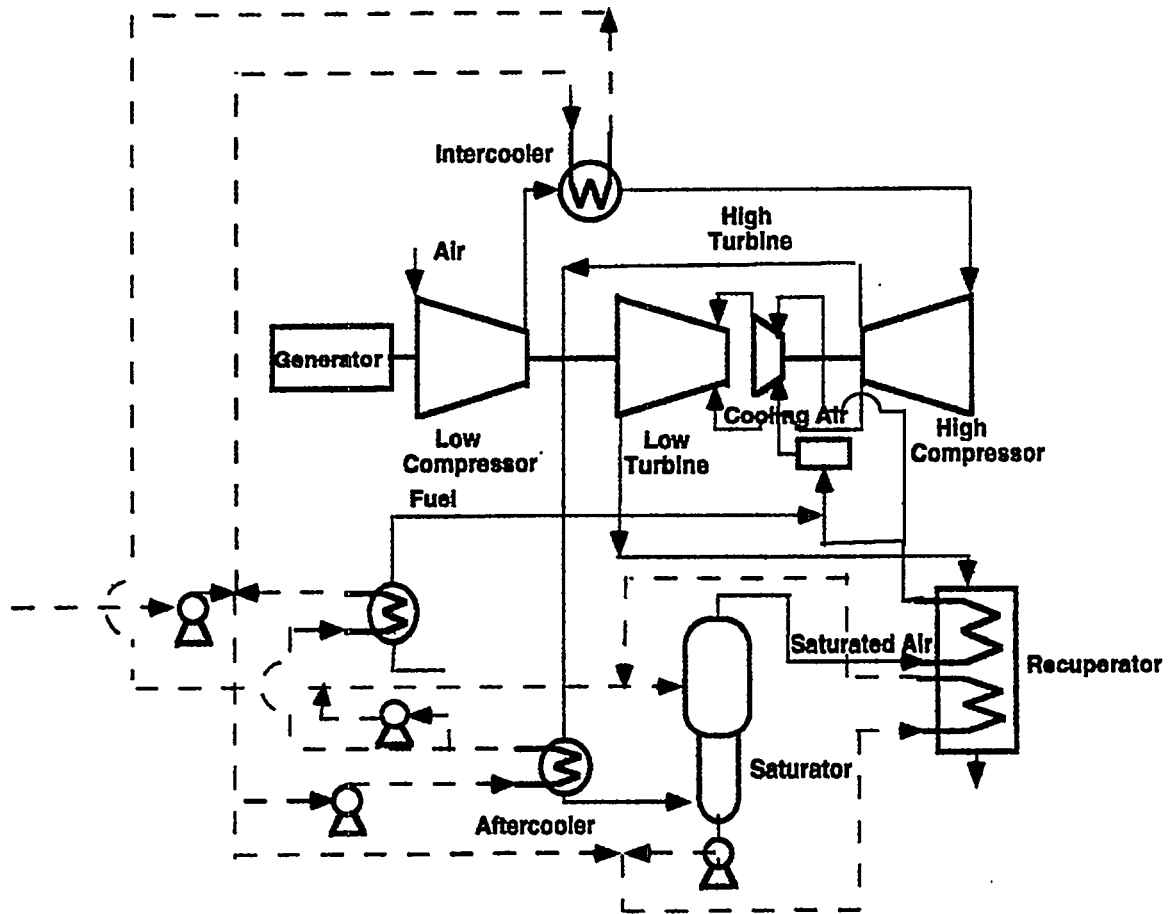 Intercooler
High
Turbine
Air
Generator
Cooling Air
Low
Compressor
Low
Turbine
High
Compressor
Fuel
Saturated Air
Recuperator
Saturator
Aftercooler